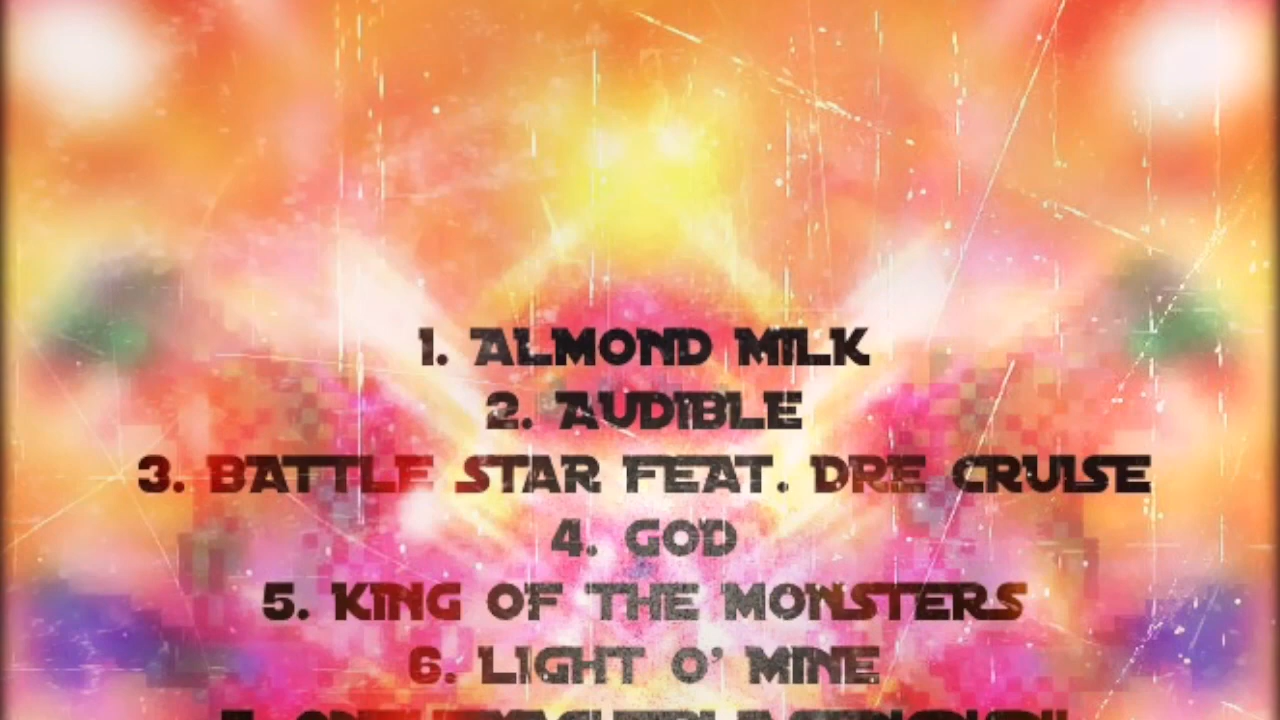 1. ALMOND MILK
2. AUDIBLE
3. BATTLE STAR FEAT. DRE CRUISE
4. GOD
5. KING OF THE MONSTERS
6. LIGHT O' MINE